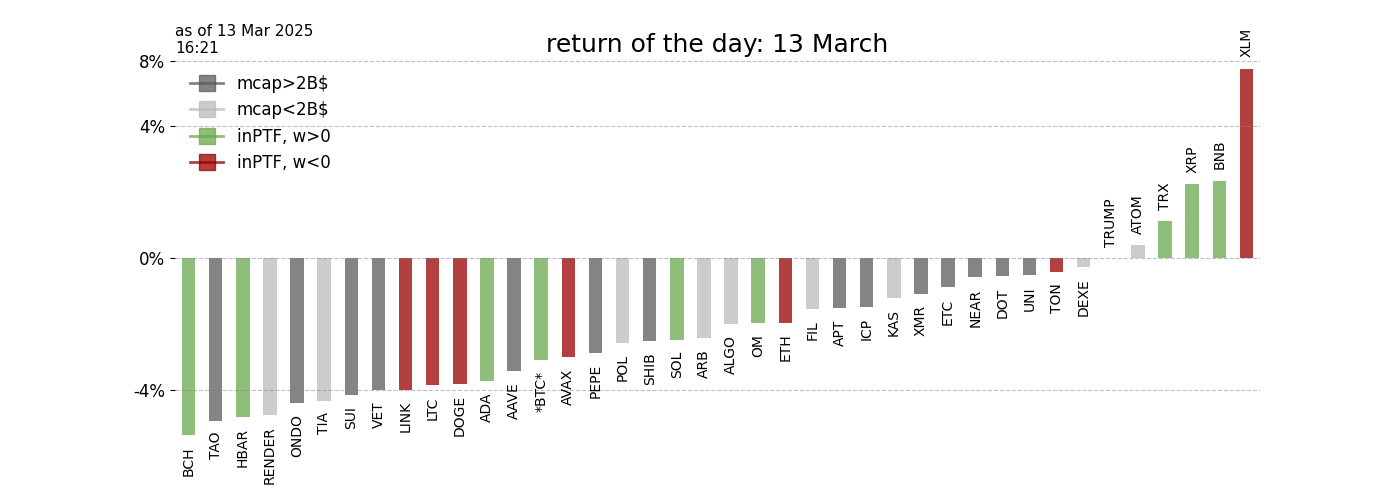 as of 13 Mar 2025
16:21
return of the day: 13 March
8%
4%
0%
-4%
mcap>2B$
mcap<2B$
inPTF, w>0
inPTF, w<0
BCH
TAO
HBAR
RENDER
ONDO
TIA
SUI
VET
LINK
LTC
DOGE
ADA
AAVE
*BTC*
AVAX
PEPE
POL
SHIB
SOL
ARB
ALGO
OM
ETH
FIL
APT
ICP
KAS
XMR
ETC
NEAR
DOT
UNI
TON
DEXE
TRUMP
ATOM
TRX
XRP
BNB
XLM